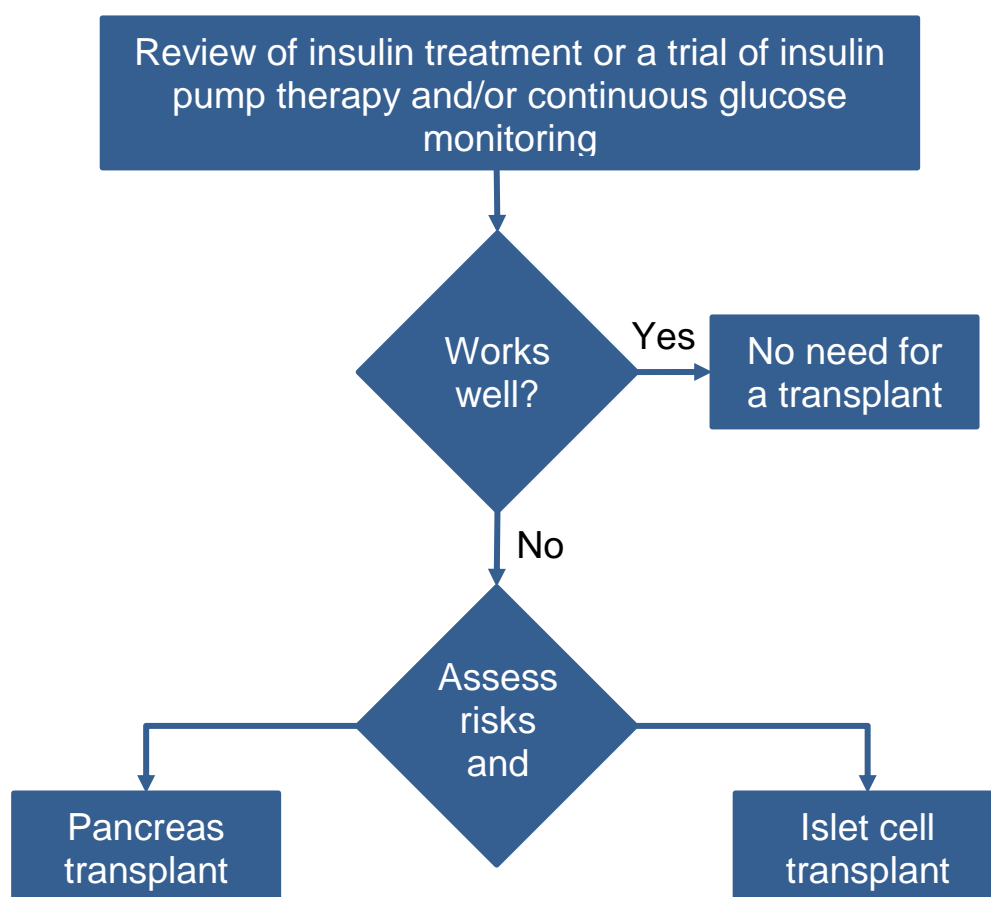 Review of insulin treatment or a trial of insulin
pump therapy and/or continuous glucose
monitoring
Works
well?
Yes
No need for
a transplant
No
Assess
risks
and
Pancreas
transplant
Islet cell
transplant